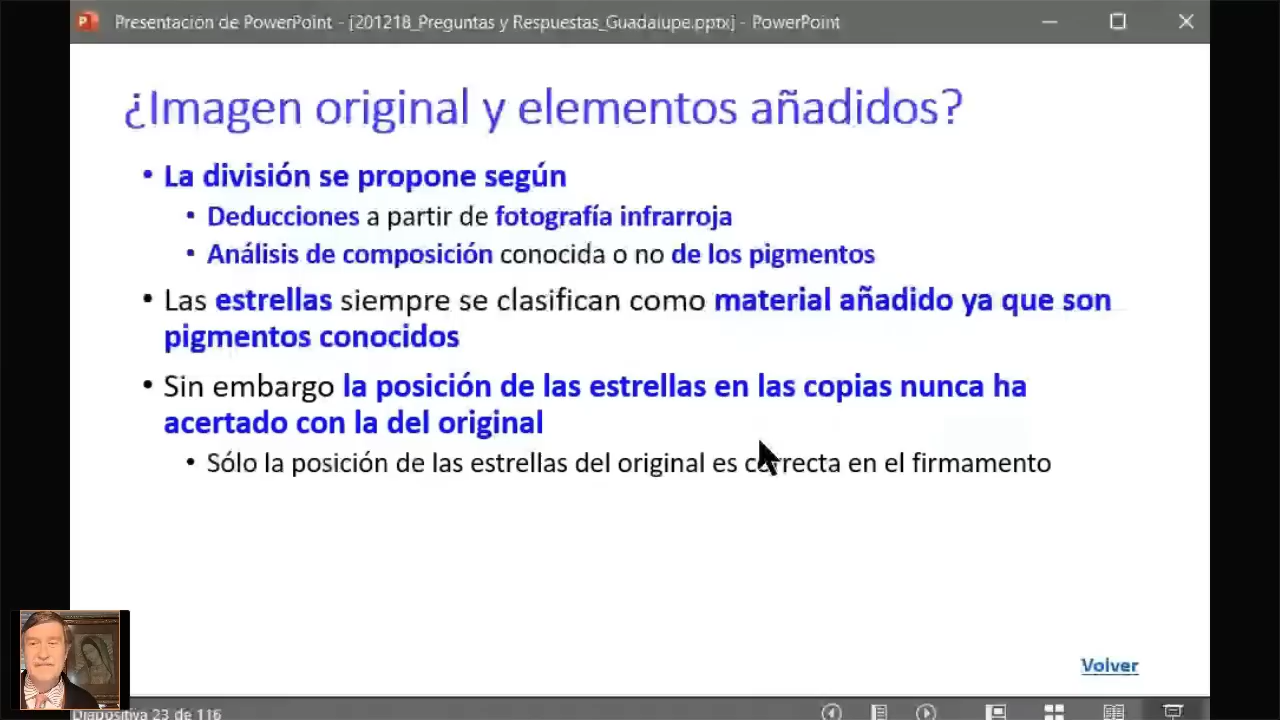 Presentación de PowerPoint - [201218_Preguntas y Respuestas_Guadalupe.pptx] - PowerPoint
¿Imagen original y elementos añadidos?
• La división se propone según
• Deducciones a partir de fotografía infrarroja
• Análisis de composición conocida o no de los pigmentos
• Las estrellas siempre se clasifican como material añadido ya que son
pigmentos conocidos
• Sin embargo la posición de las estrellas en las copias nunca ha
acertado con la del original
• Sólo la posición de las estrellas del original es correcta en el firmamento
Volver
Diapositiva 23 de 116